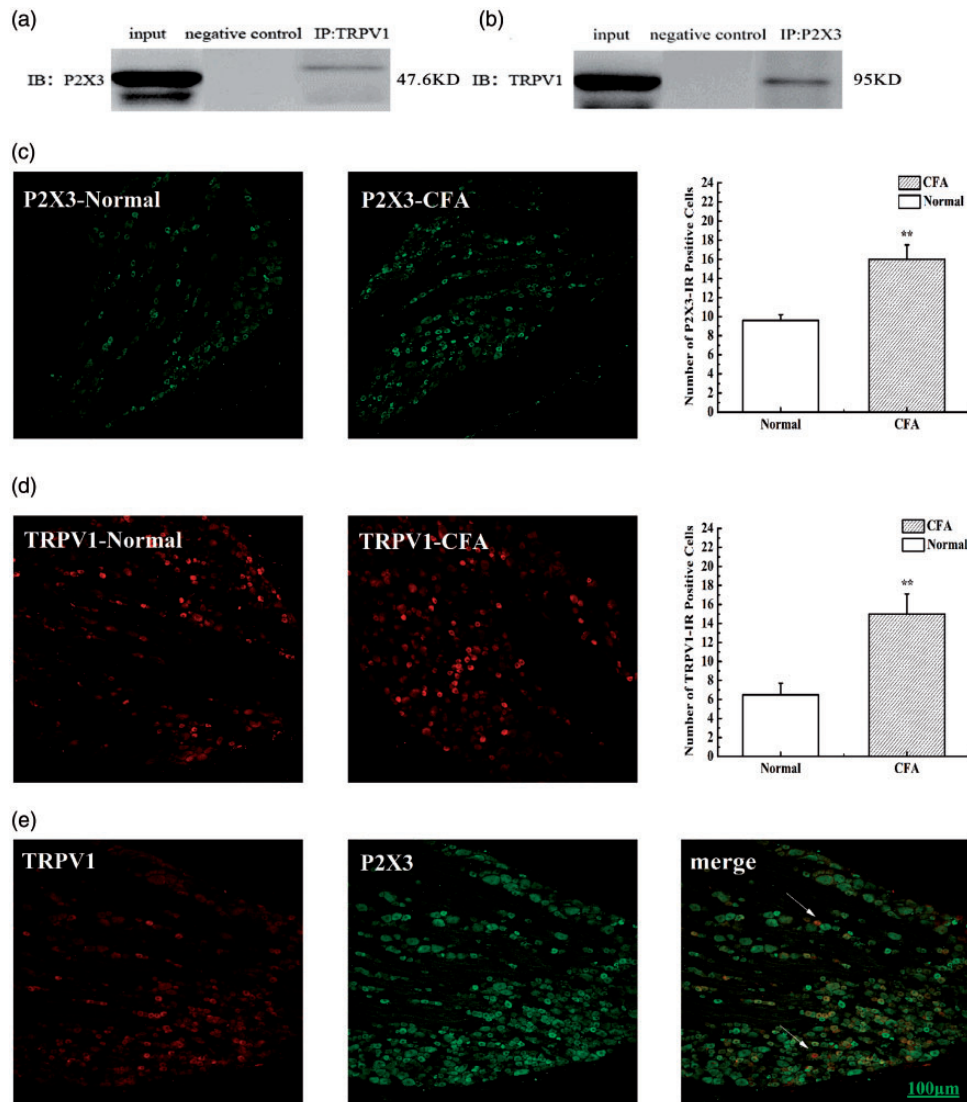 (a)
input negative control IP:TRPV1
IB: P2X3
47.6KD
(b)
input negative control IP:P2X3
IB: TRPV1
95KD
(c)
P2X3-Normal
P2X3-CFA
Number of P2X3-IR Positive Cells
24
22
20
18
16
14
12
10
8
6
4
2
0
CFA
Normal
**
Normal CFA
(d)
TRPV1-Normal
TRPV1-CFA
Number of TRPV1-IR Positive Cells
24
22
20
18
16
14
12
10
8
6
4
2
0
CFA
Normal
**
Normal CFA
(e)
TRPV1
P2X3
merge
100μm